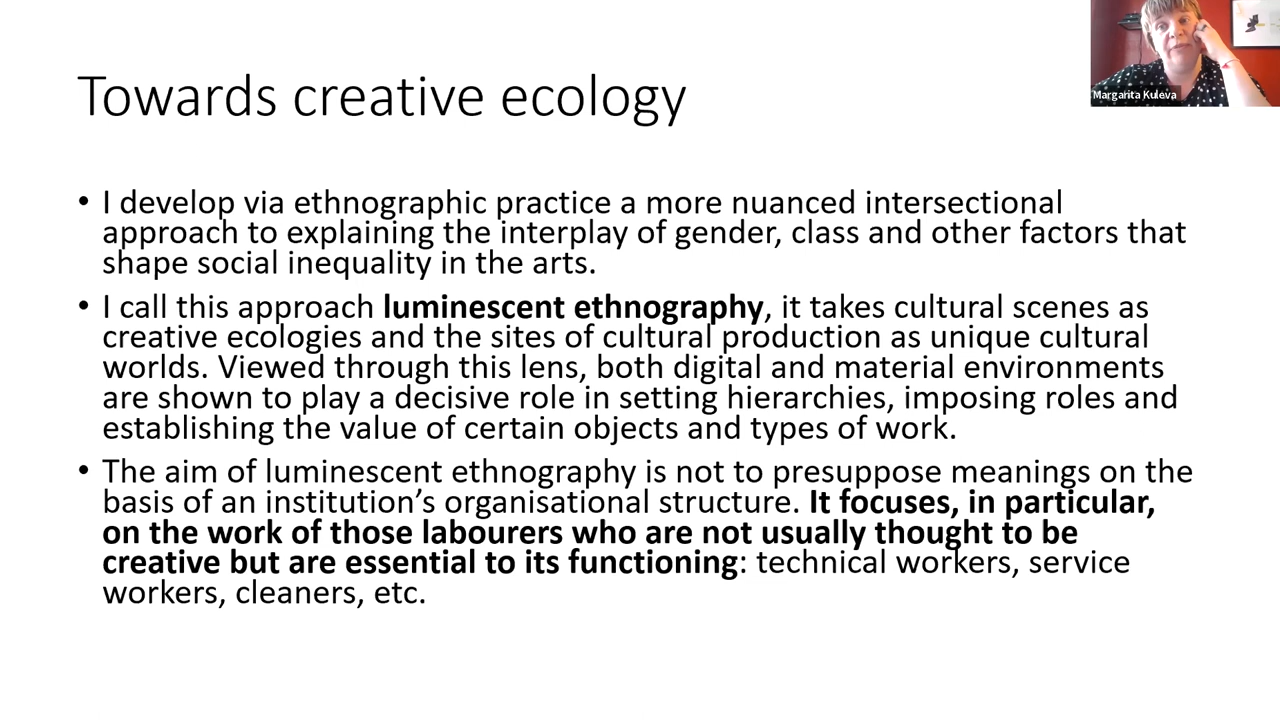 Towards creative ecology
Margarita Kuleva
• I develop via ethnographic practice a more nuanced intersectional
approach to explaining the interplay of gender, class and other factors that
shape social inequality in the arts.
• I call this approach luminescent ethnography, it takes cultural scenes as
creative ecologies and the sites of cultural production as unique cultural
worlds. Viewed through this lens, both digital and material environments
are shown to play a decisive role in setting hierarchies, imposing roles and
establishing the value of certain objects and types of work.
• The aim of luminescent ethnography is not to presuppose meanings on the
basis of an institution’s organisational structure. It focuses, in particular,
on the work of those labourers who are not usually thought to be
creative but are essential to its functioning: technical workers, service
workers, cleaners, etc.